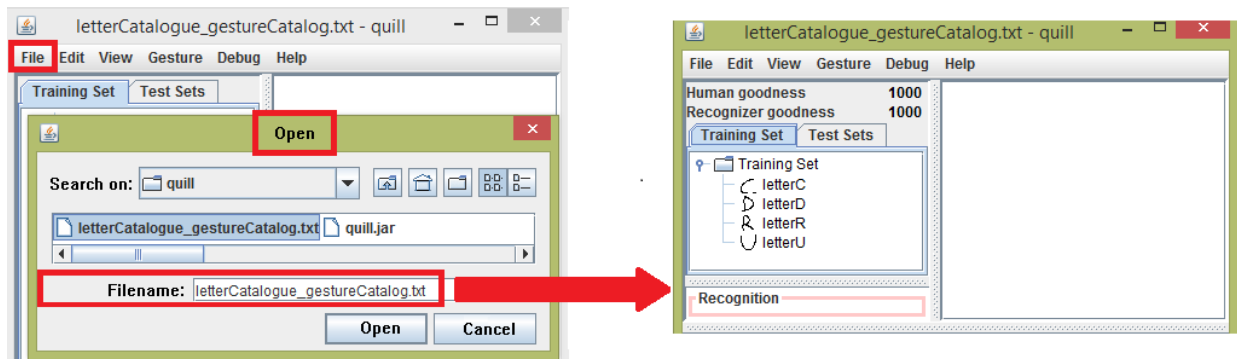 letterCatalogue_gestureCatalog.txt - quill
File Edit View Gesture Debug Help
Training Set Test Sets
Open
Search on: quill
letterCatalogue_gestureCatalog.txt quill.jar
Filename: letterCatalogue_gestureCatalog.txt
Open Cancel
letterCatalogue_gestureCatalog.txt - quill
File Edit View Gesture Debug Help
Human goodness 1000
Recognizer goodness 1000
Training Set Test Sets
Training Set
C letterC
D letterD
R letterR
U letterU
Recognition